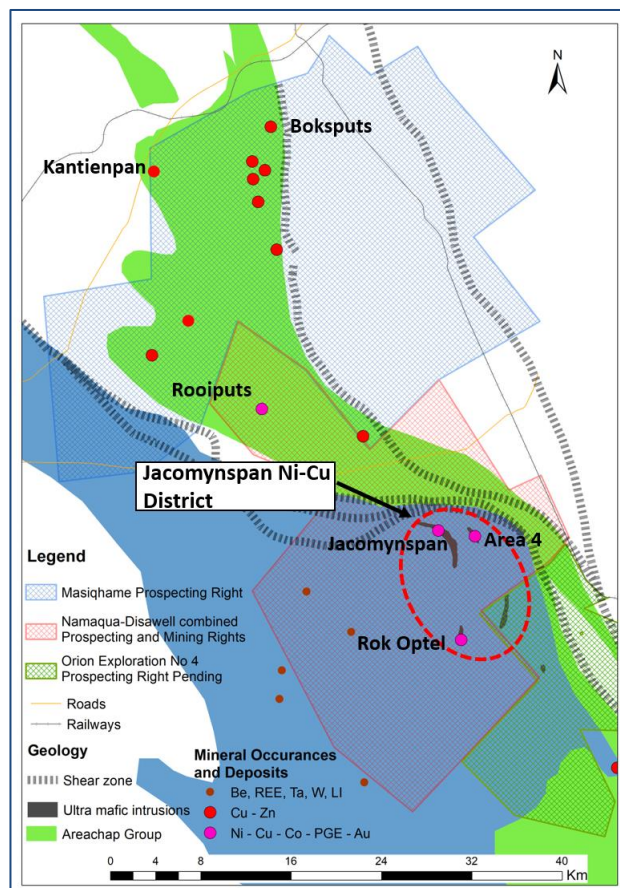 N
Boksputs
Kantienpan
Rooiputs
Jacomynspan Ni-Cu
District
Jacomynspan
Area 4
Rok Optel
Legend
Masiqhame Prospecting Right
Namaqua-Disawell combined
Prospecting and Mining Rights
Orion Exploration No 4
Prospecting Right Pending
Roads
Railways
Geology
Shear zone
Ultra mafic intrusions
Areachap Group
Mineral Occurances
and Deposits
Be, REE, Ta, W, LI
Cu - Zn
Ni - Cu - Co - PGE - Au
0 4 8 16 24 32 40
Km